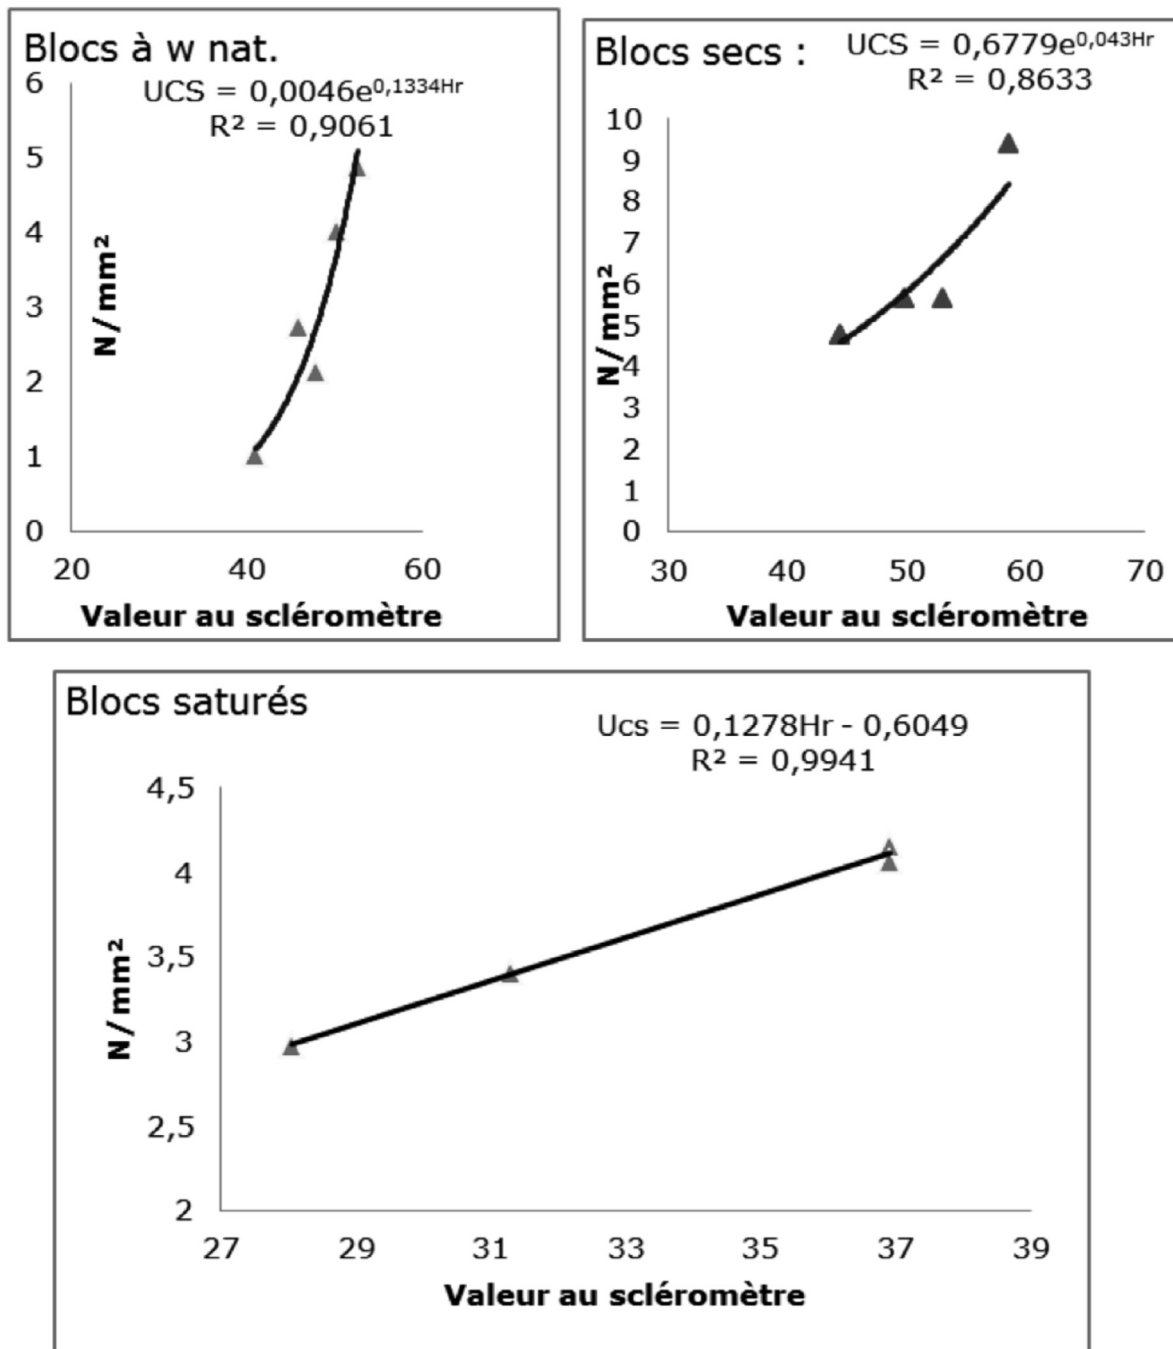 Blocs à w nat.
UCS = 0,0046e^0,1334Hr
R² = 0,9061
6
5
4
3
2
1
0
N/mm²
20 40 60
Valeur au scléromètre
Blocs secs :
UCS = 0,6779e^0,043Hr
R² = 0,8633
10
9
8
7
6
5
4
3
2
1
0
N/mm²
30 40 50 60 70
Valeur au scléromètre
Blocs saturés
Ucs = 0,1278Hr - 0,6049
R² = 0,9941
4,5
4
3,5
3
2,5
2
N/mm²
27 29 31 33 35 37 39
Valeur au scléromètre